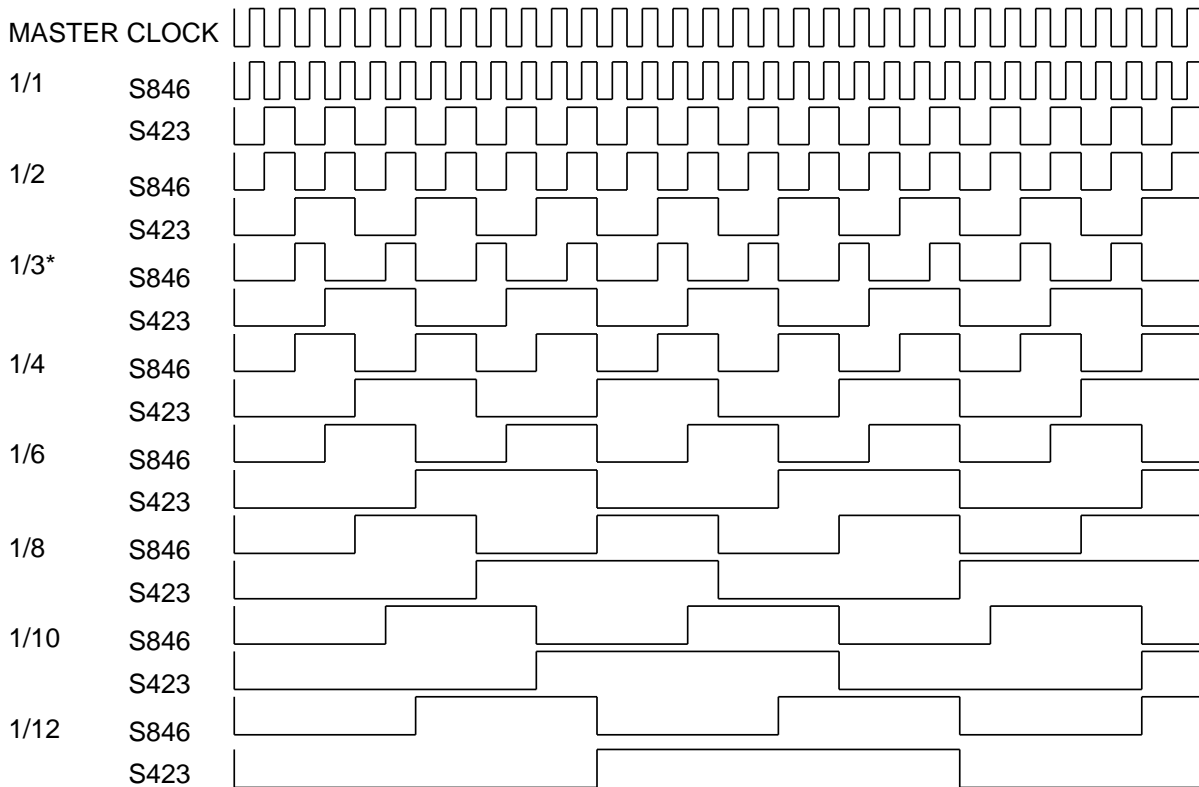 MASTER CLOCK
1/1 S846
S423
1/2 S846
S423
1/3* S846
S423
1/4 S846
S423
1/6 S846
S423
1/8 S846
S423
1/10 S846
S423
1/12 S846
S423